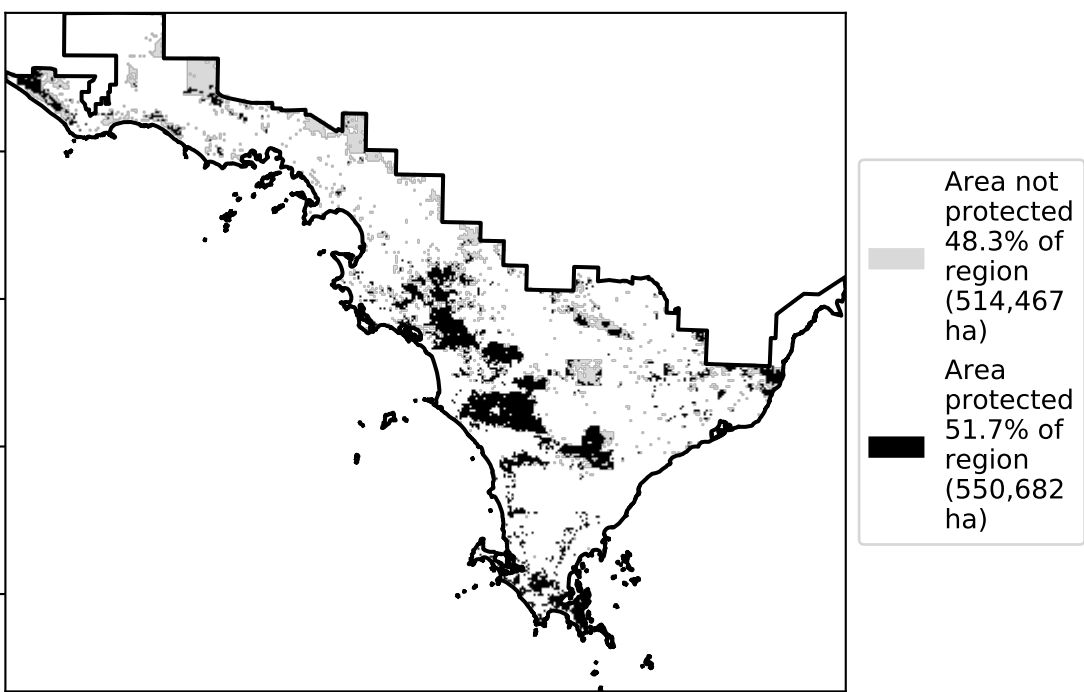 Area not
protected
48.3% of
region
(514,467
ha)
Area
protected
51.7% of
region
(550,682
ha)